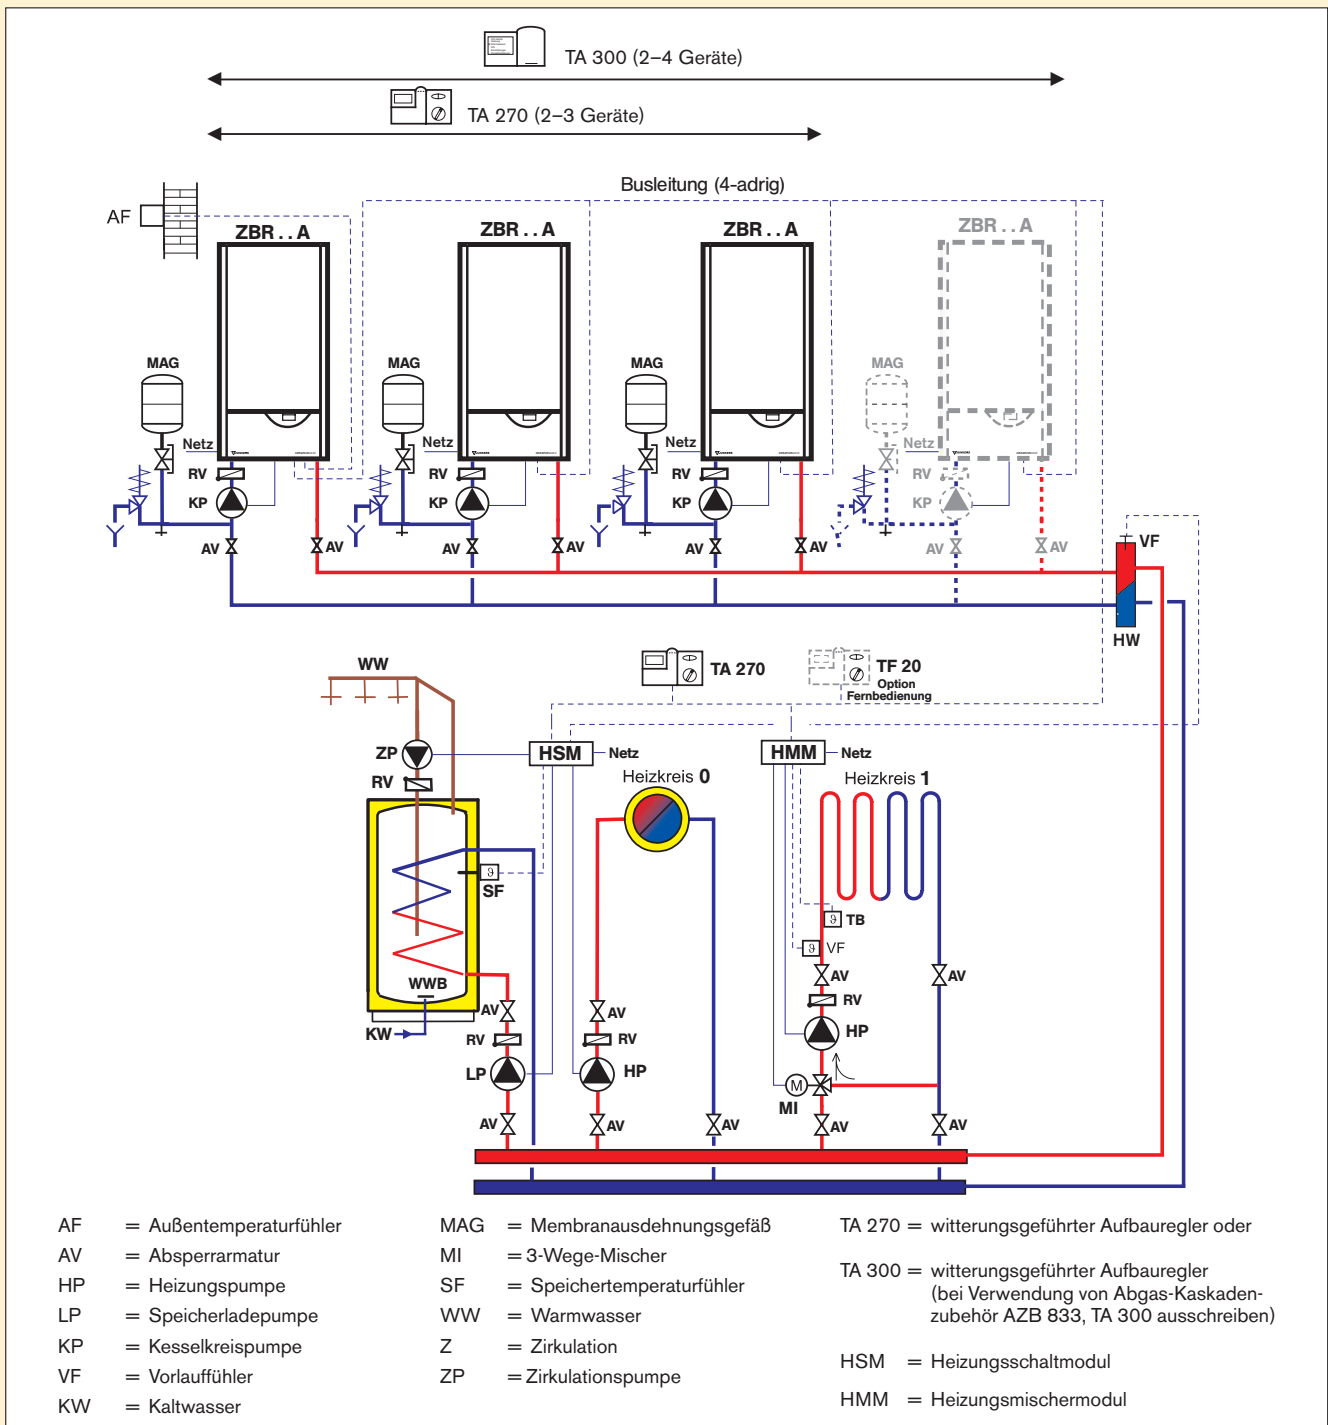 TA 300 (2–4 Geräte)
TA 270 (2–3 Geräte)
Busleitung (4-adrig)
AF
ZBR . . A
ZBR . . A
ZBR . . A
ZBR . . A
MAG
MAG
MAG
MAG
Netz
Netz
Netz
Netz
RV
RV
RV
RV
KP
KP
KP
KP
AV
AV
AV
AV
AV
AV
AV
AV
VF
HW
WW
TA 270
TF 20
Option
Fernbedienung
ZP
HSM
Netz
HMM
Netz
RV
Heizkreis 0
Heizkreis 1
SF
TB
VF
WWB
AV
AV
AV
AV
RV
KW
RV
RV
HP
LP
HP
M
MI
AV
AV
AV
AV
AV
AF = Außentemperaturfühler
AV = Absperrarmatur
HP = Heizungspumpe
LP = Speicherladepumpe
KP = Kesselkreispumpe
VF = Vorlauffühler
KW = Kaltwasser
MAG = Membranausdehnungsgefäß
MI = 3-Wege-Mischer
SF = Speichertemperaturfühler
WW = Warmwasser
Z = Zirkulation
ZP = Zirkulationspumpe
TA 270 = witterungsgeführter Aufbauregler oder
TA 300 = witterungsgeführter Aufbauregler
(bei Verwendung von Abgas-Kaskaden-
zubehör AZB 833, TA 300 ausschreiben)
HSM = Heizungsschaltmodul
HMM = Heizungsmischermodul